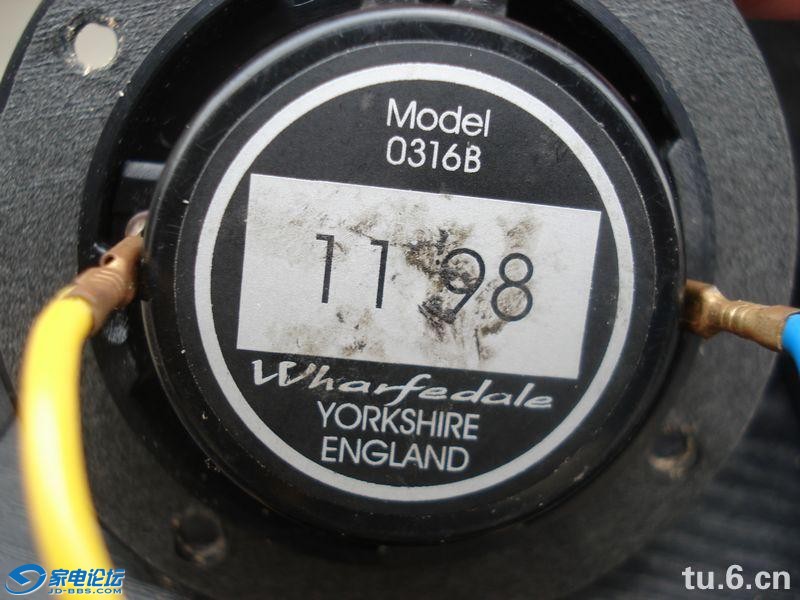 Model
0316B
11 98
Wharfedale
YORKSHIRE
ENGLAND
家电论坛
JD-BBS.COM
tu.6.cn